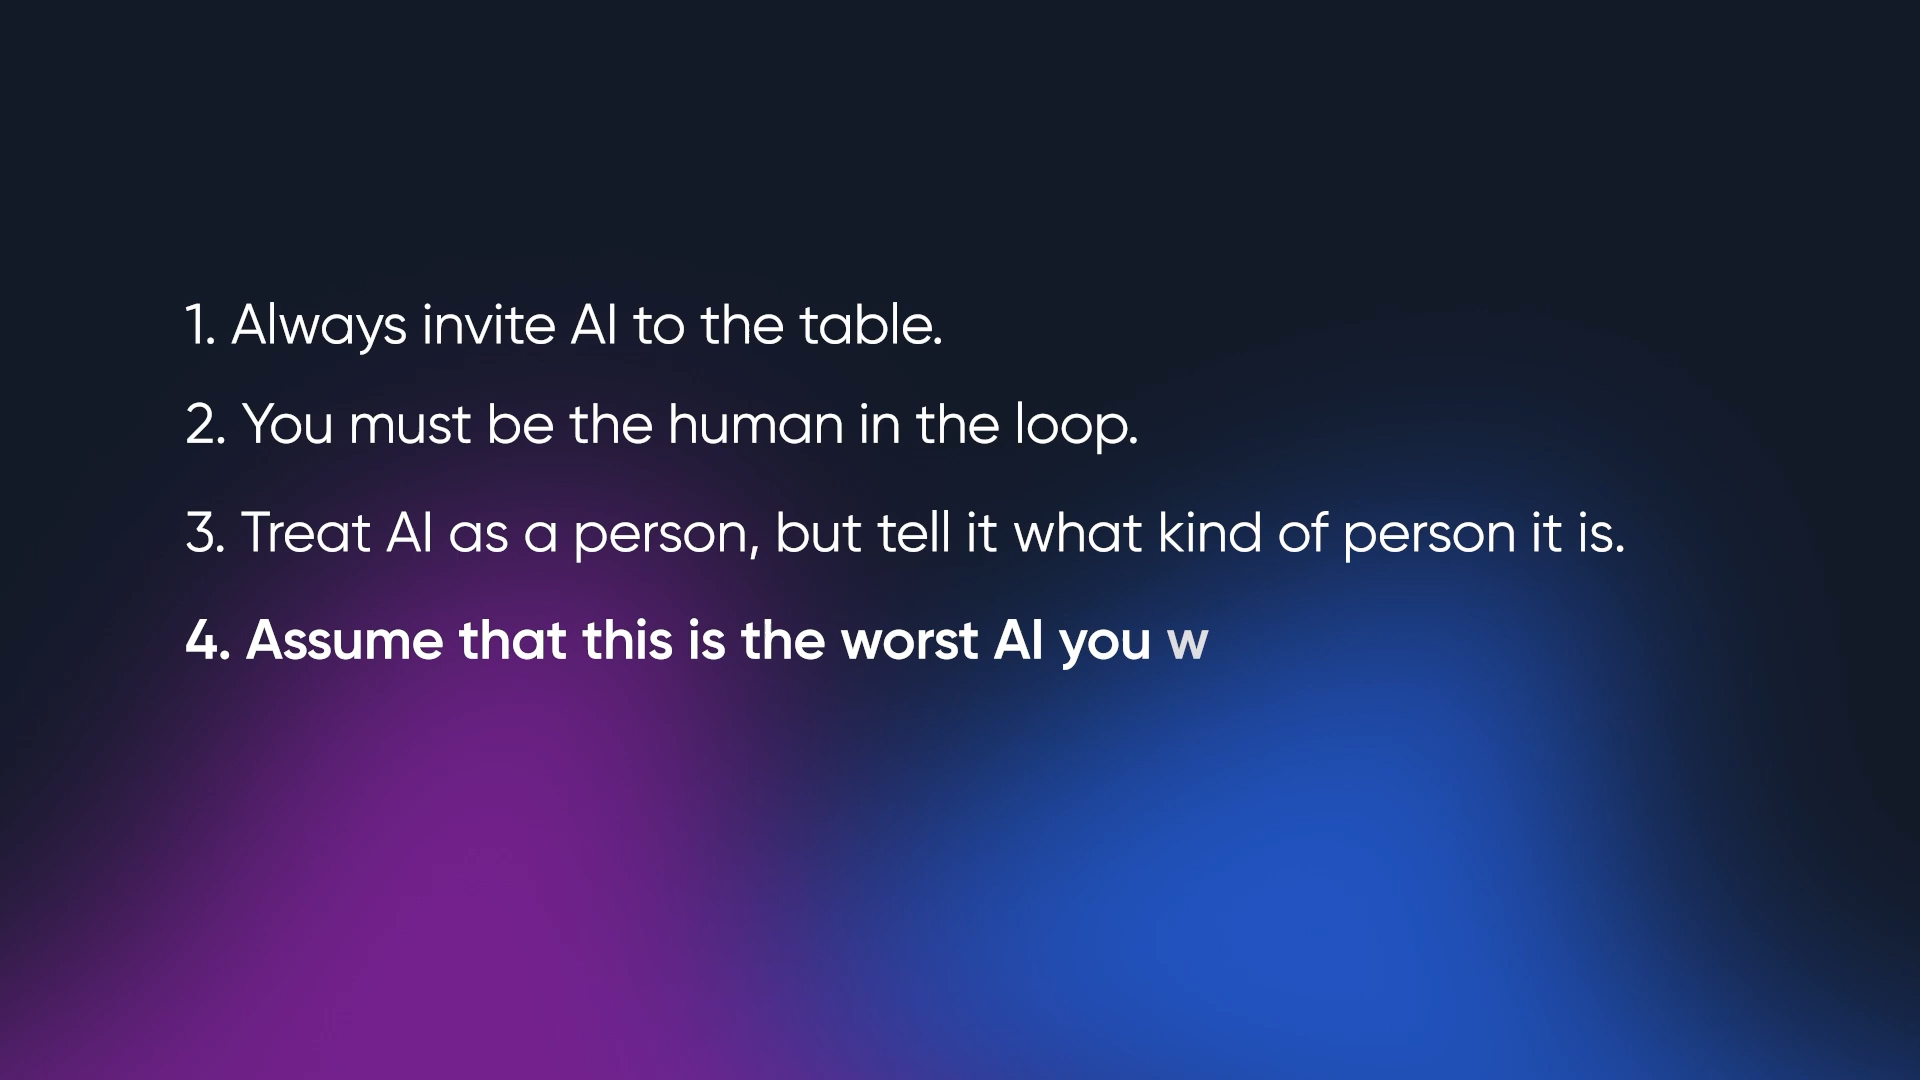 1. Always invite AI to the table.
2. You must be the human in the loop.
3. Treat AI as a person, but tell it what kind of person it is.
4. Assume that this is the worst AI you w